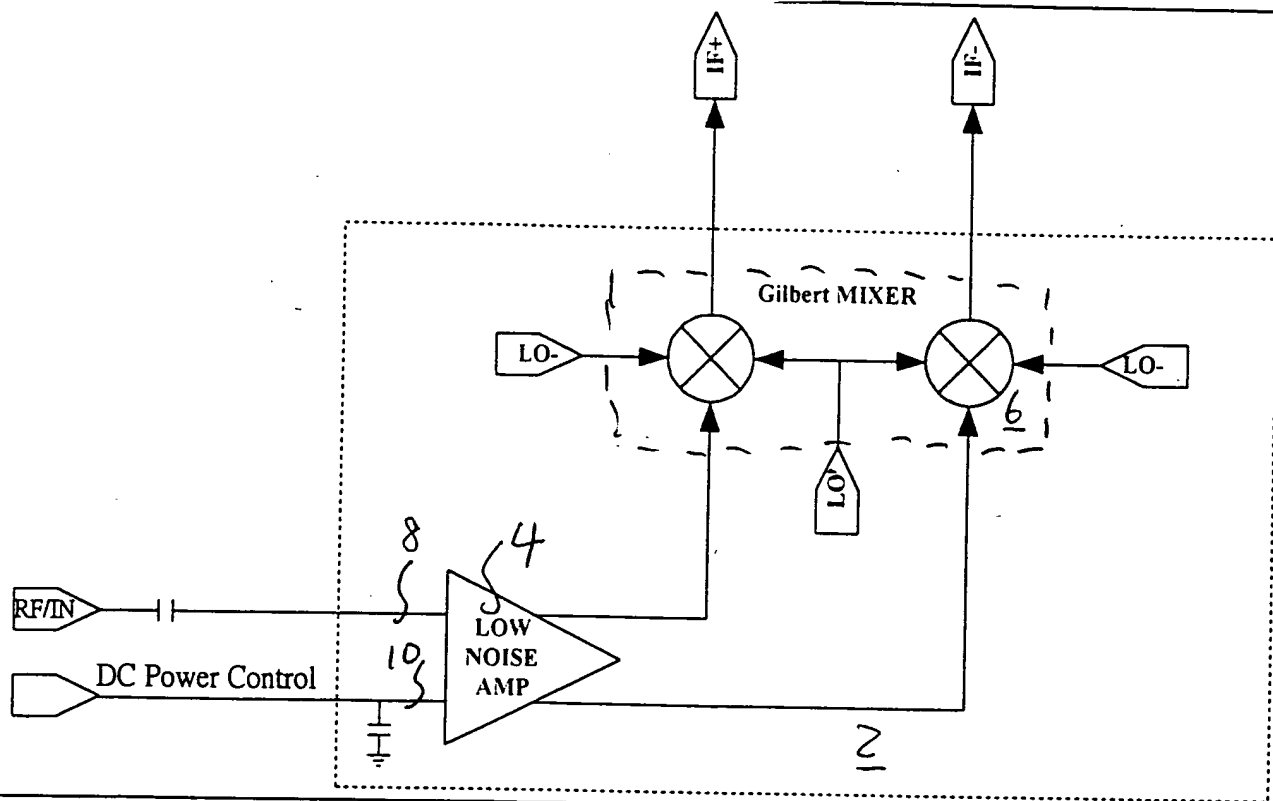 IF+
IF-
Gilbert MIXER
LO-
LO-
6
LO'
8
4
RF/IN
LOW
NOISE
AMP
10
DC Power Control
2